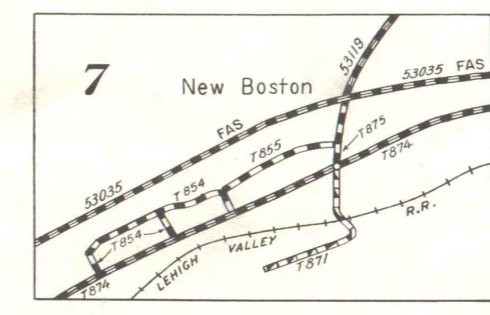 7
New Boston
53119
53035 FAS
FAS
T875
T855
T874
T854
53035
T854
R.R.
VALLEY
LEHIGH
T871
T874